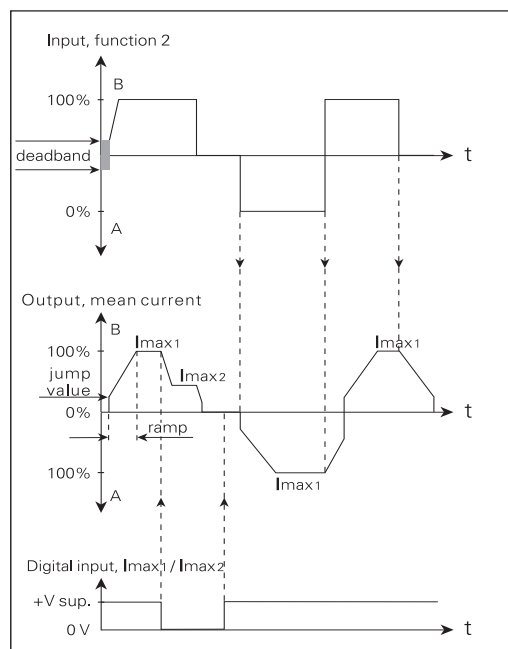 Input, function 2
B
100%
deadband
t
0%
A
Output, mean current
B
Imax1
Imax1
100%
jump
value
Imax2
0%
t
ramp
100%
Imax1
A
Digital input, Imax1 / Imax2
+V sup.
0 V
t